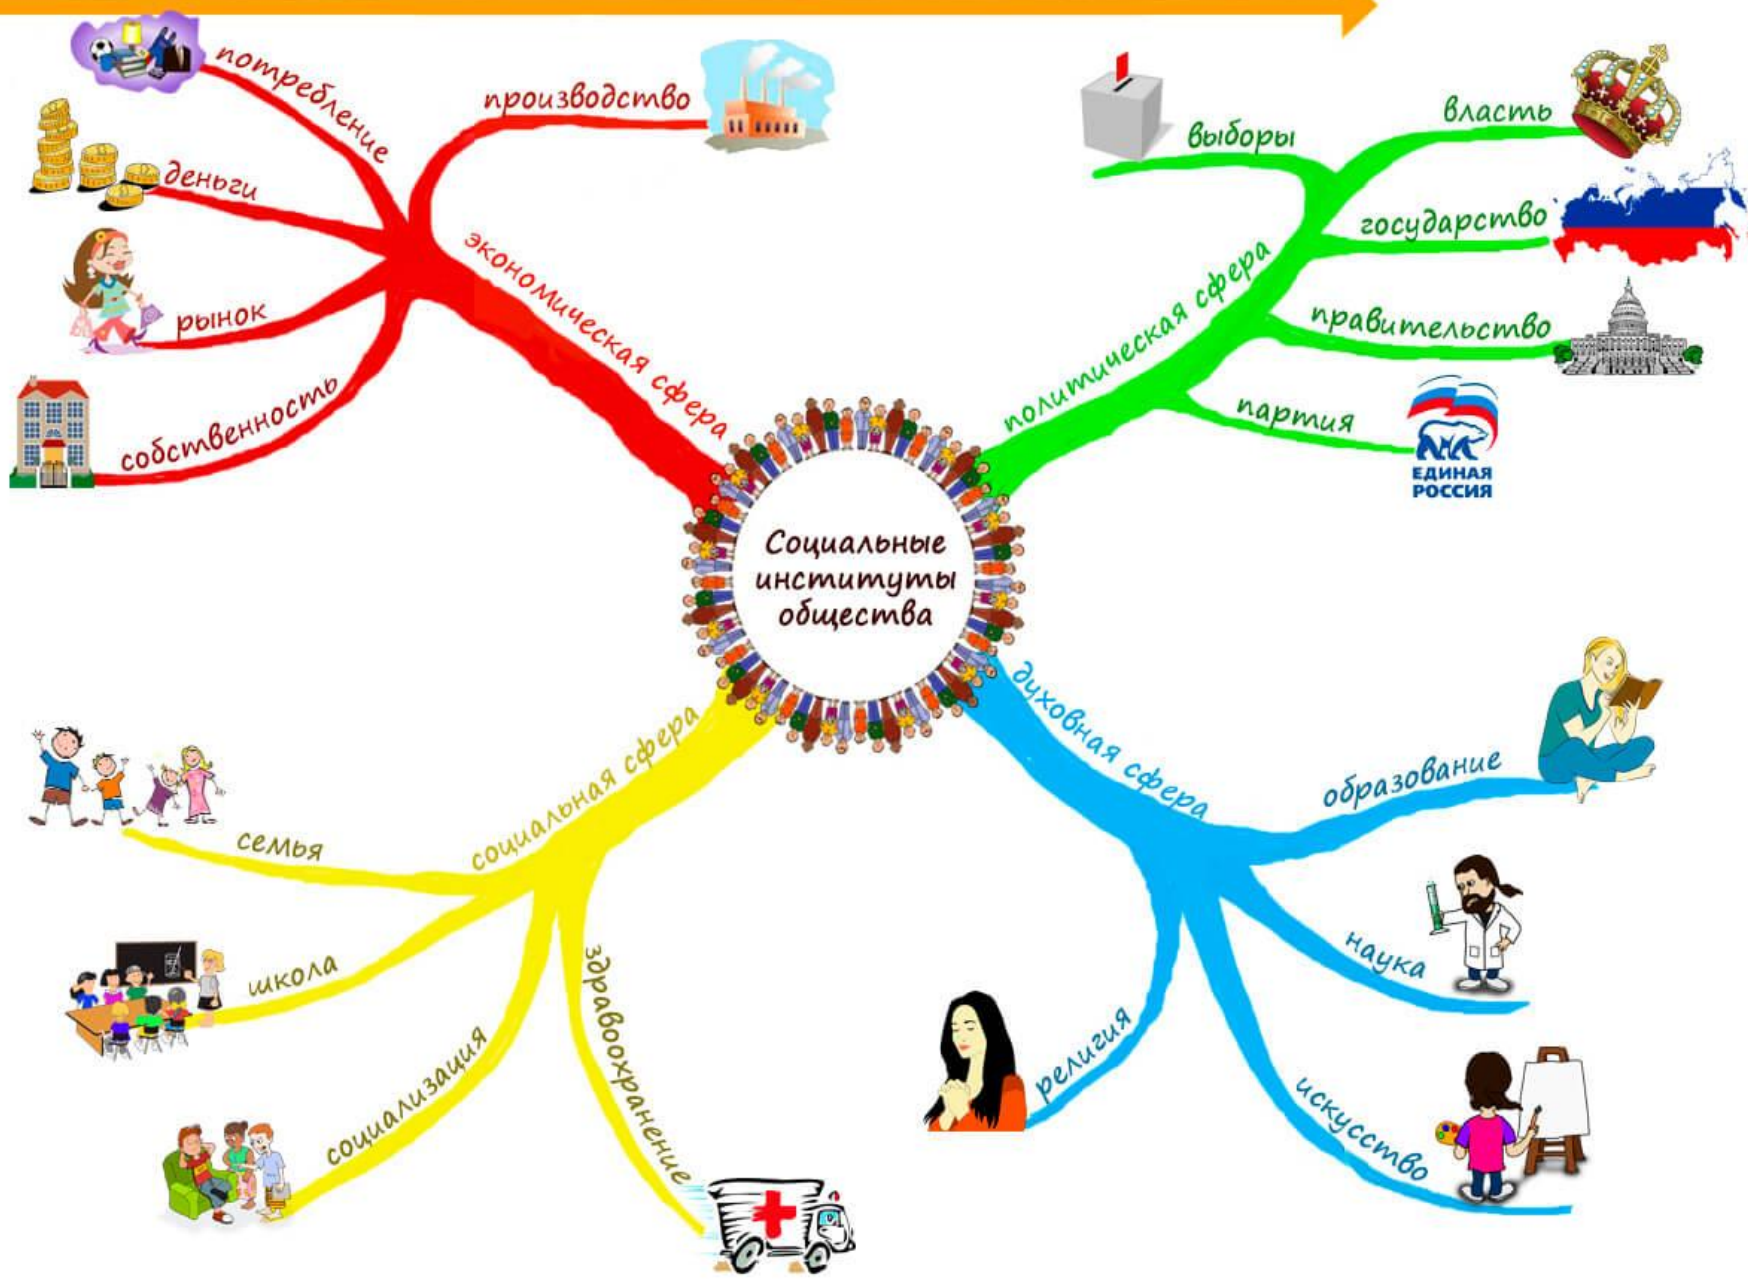 потребление
производство
деньги
рынок
собственность
экономическая сфера
выборы
власть
государство
правительство
партия
ЕДИНАЯ
РОССИЯ
политическая сфера
Социальные
институты
общества
социальная сфера
семья
школа
социализация
здравоохранение
духовная сфера
образование
наука
искусство
религия